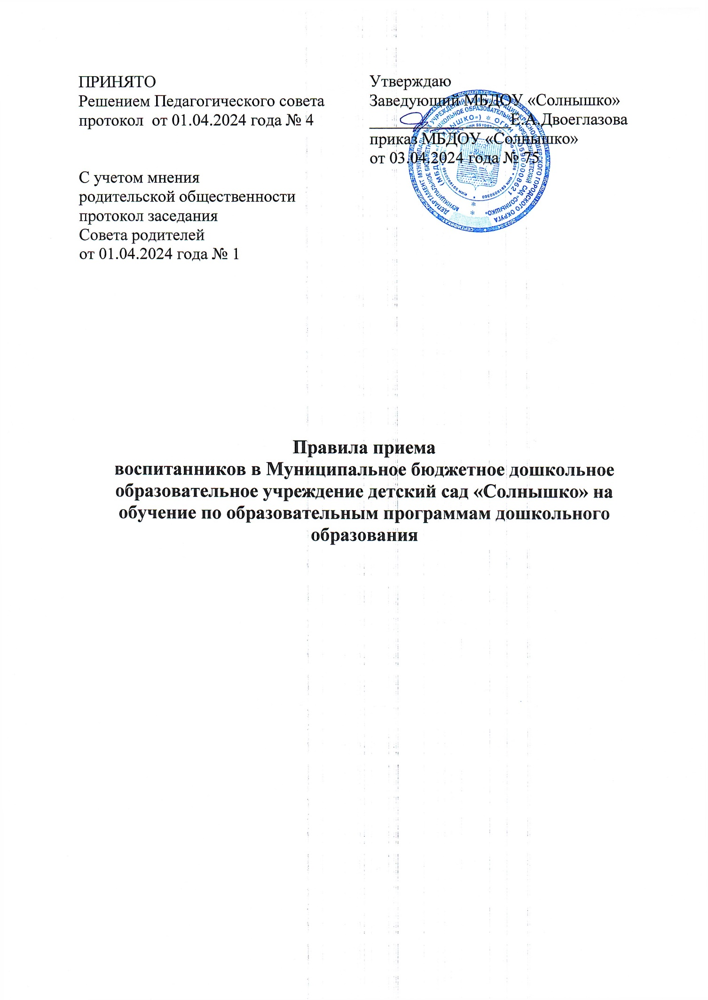 ПРИНЯТО
Решением Педагогического совета
протокол от 01.04.2024 года № 4
С учетом мнения
родительской общественности
протокол заседания
Совета родителей
от 01.04.2024 года № 1
Утверждаю
Заведующий МБДОУ «Солнышко»
Е.А.Двоеглазова
приказ МБДОУ «Солнышко»
от 03.04.2024 года № 75
Правила приема
воспитанников в Муниципальное бюджетное дошкольное
образовательное учреждение детский сад «Солнышко» на
обучение по образовательным программам дошкольного
образования